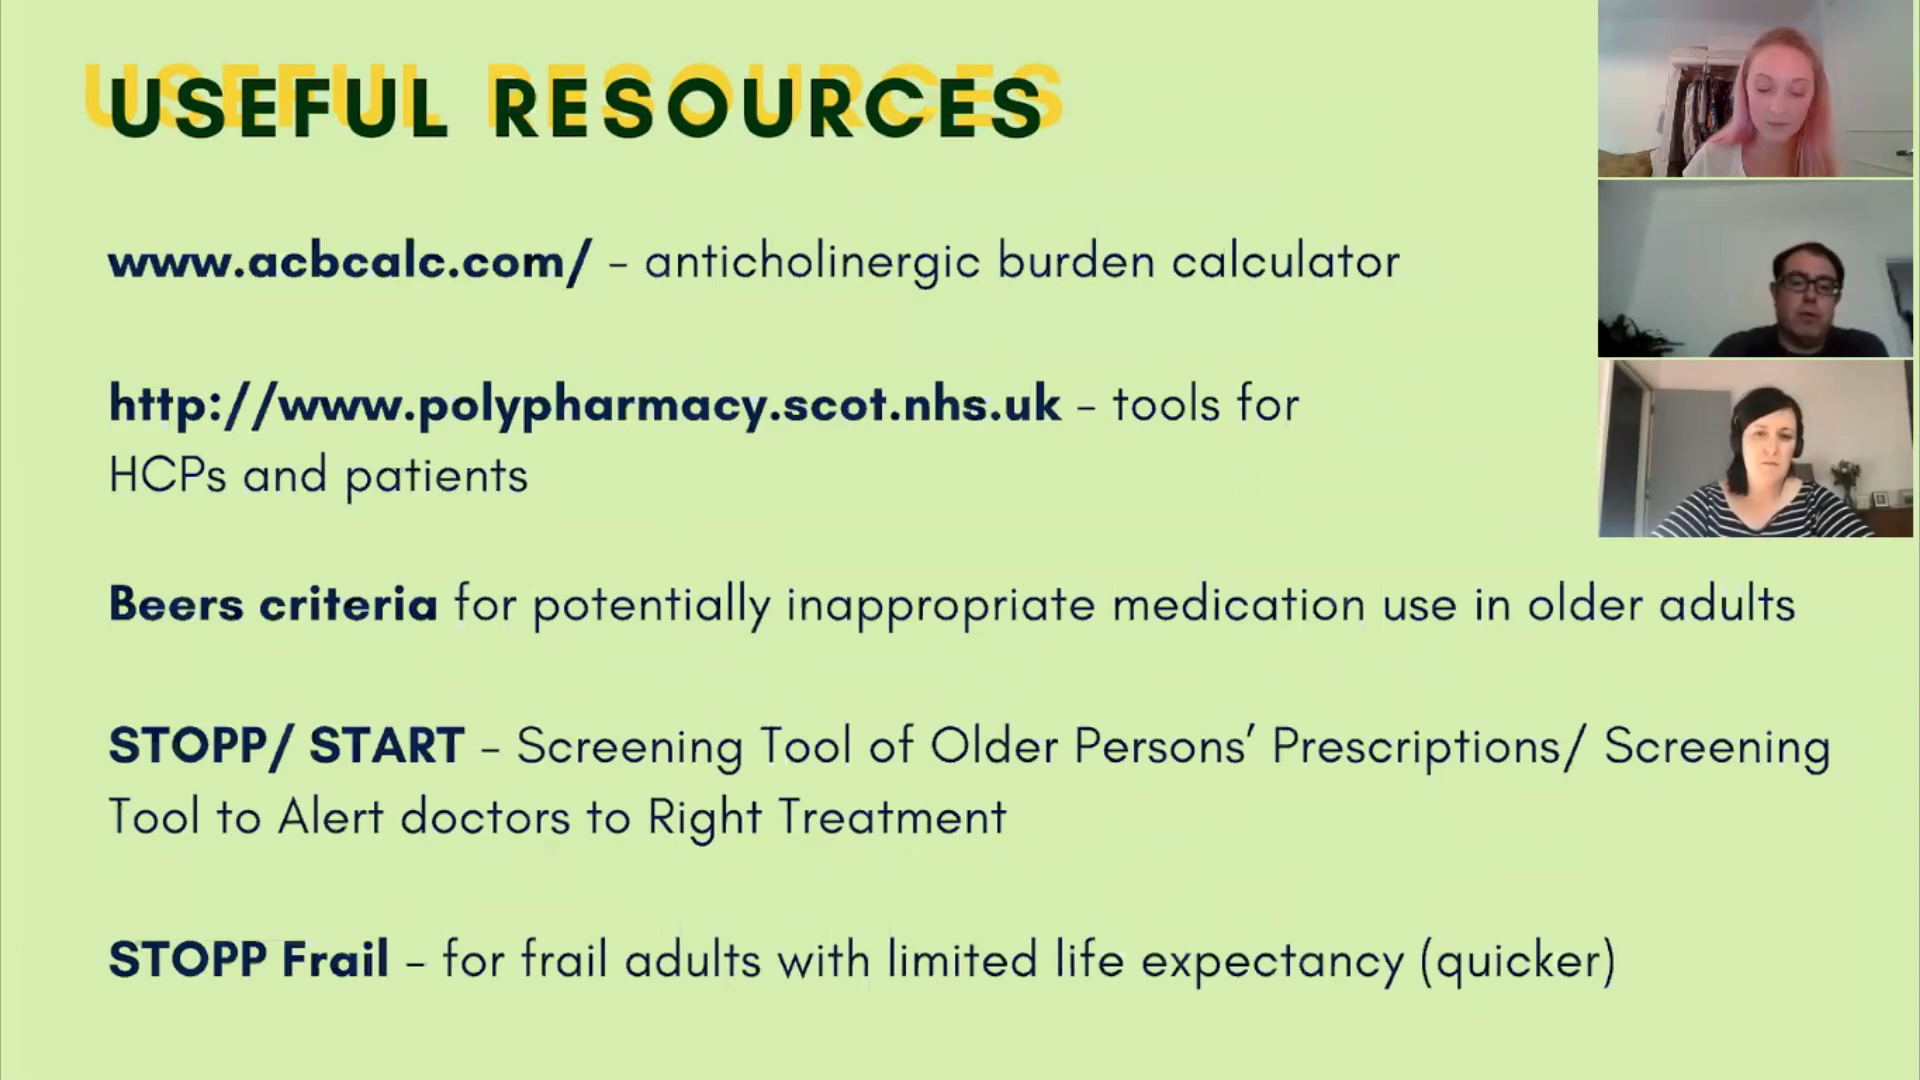 USEFUL RESOURCES
www.acbcalc.com/ - anticholinergic burden calculator
http://www.polypharmacy.scot.nhs.uk - tools for
HCPs and patients
Beers criteria for potentially inappropriate medication use in older adults
STOPP/ START - Screening Tool of Older Persons' Prescriptions/ Screening
Tool to Alert doctors to Right Treatment
STOPP Frail - for frail adults with limited life expectancy (quicker)